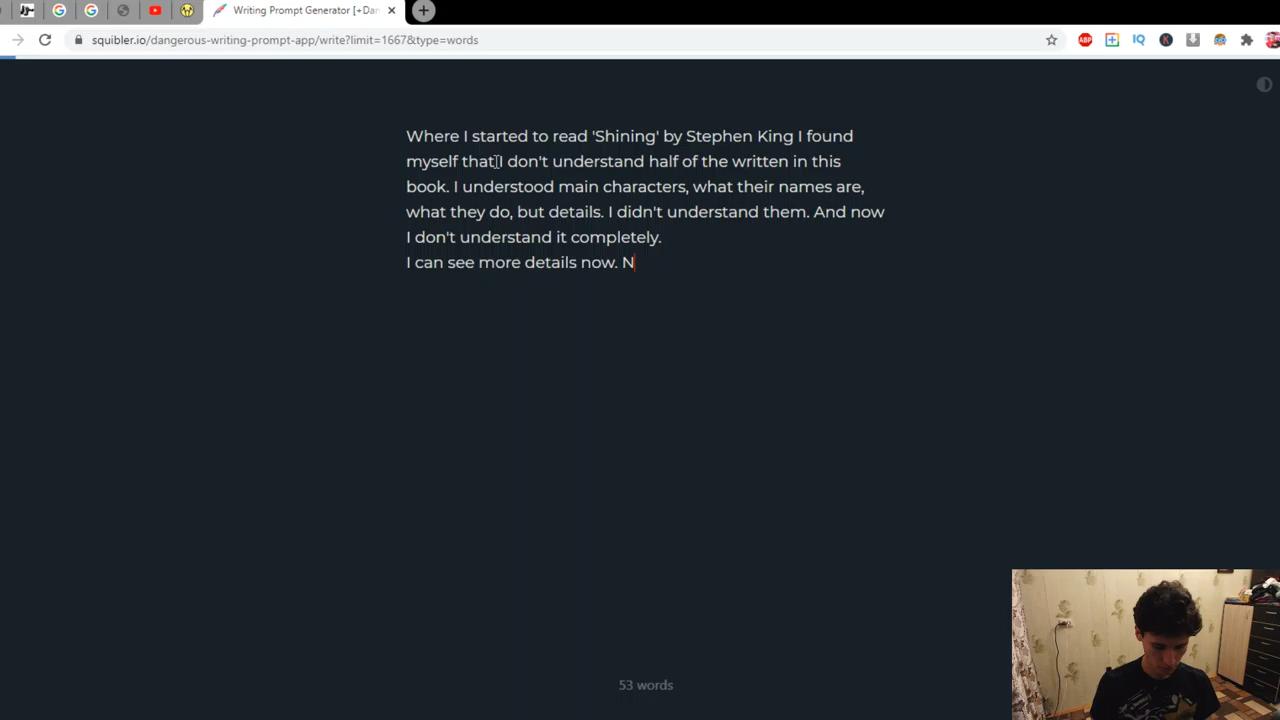 Writing Prompt Generator [+Dar
squibler.io/dangerous-writing-prompt-app/write?limit=1667&type=words
ABP
IQ
K
Where I started to read 'Shining' by Stephen King I found
myself that I don't understand half of the written in this
book. I understood main characters, what their names are,
what they do, but details. I didn't understand them. And now
I don't understand it completely.
I can see more details now. N
53 words